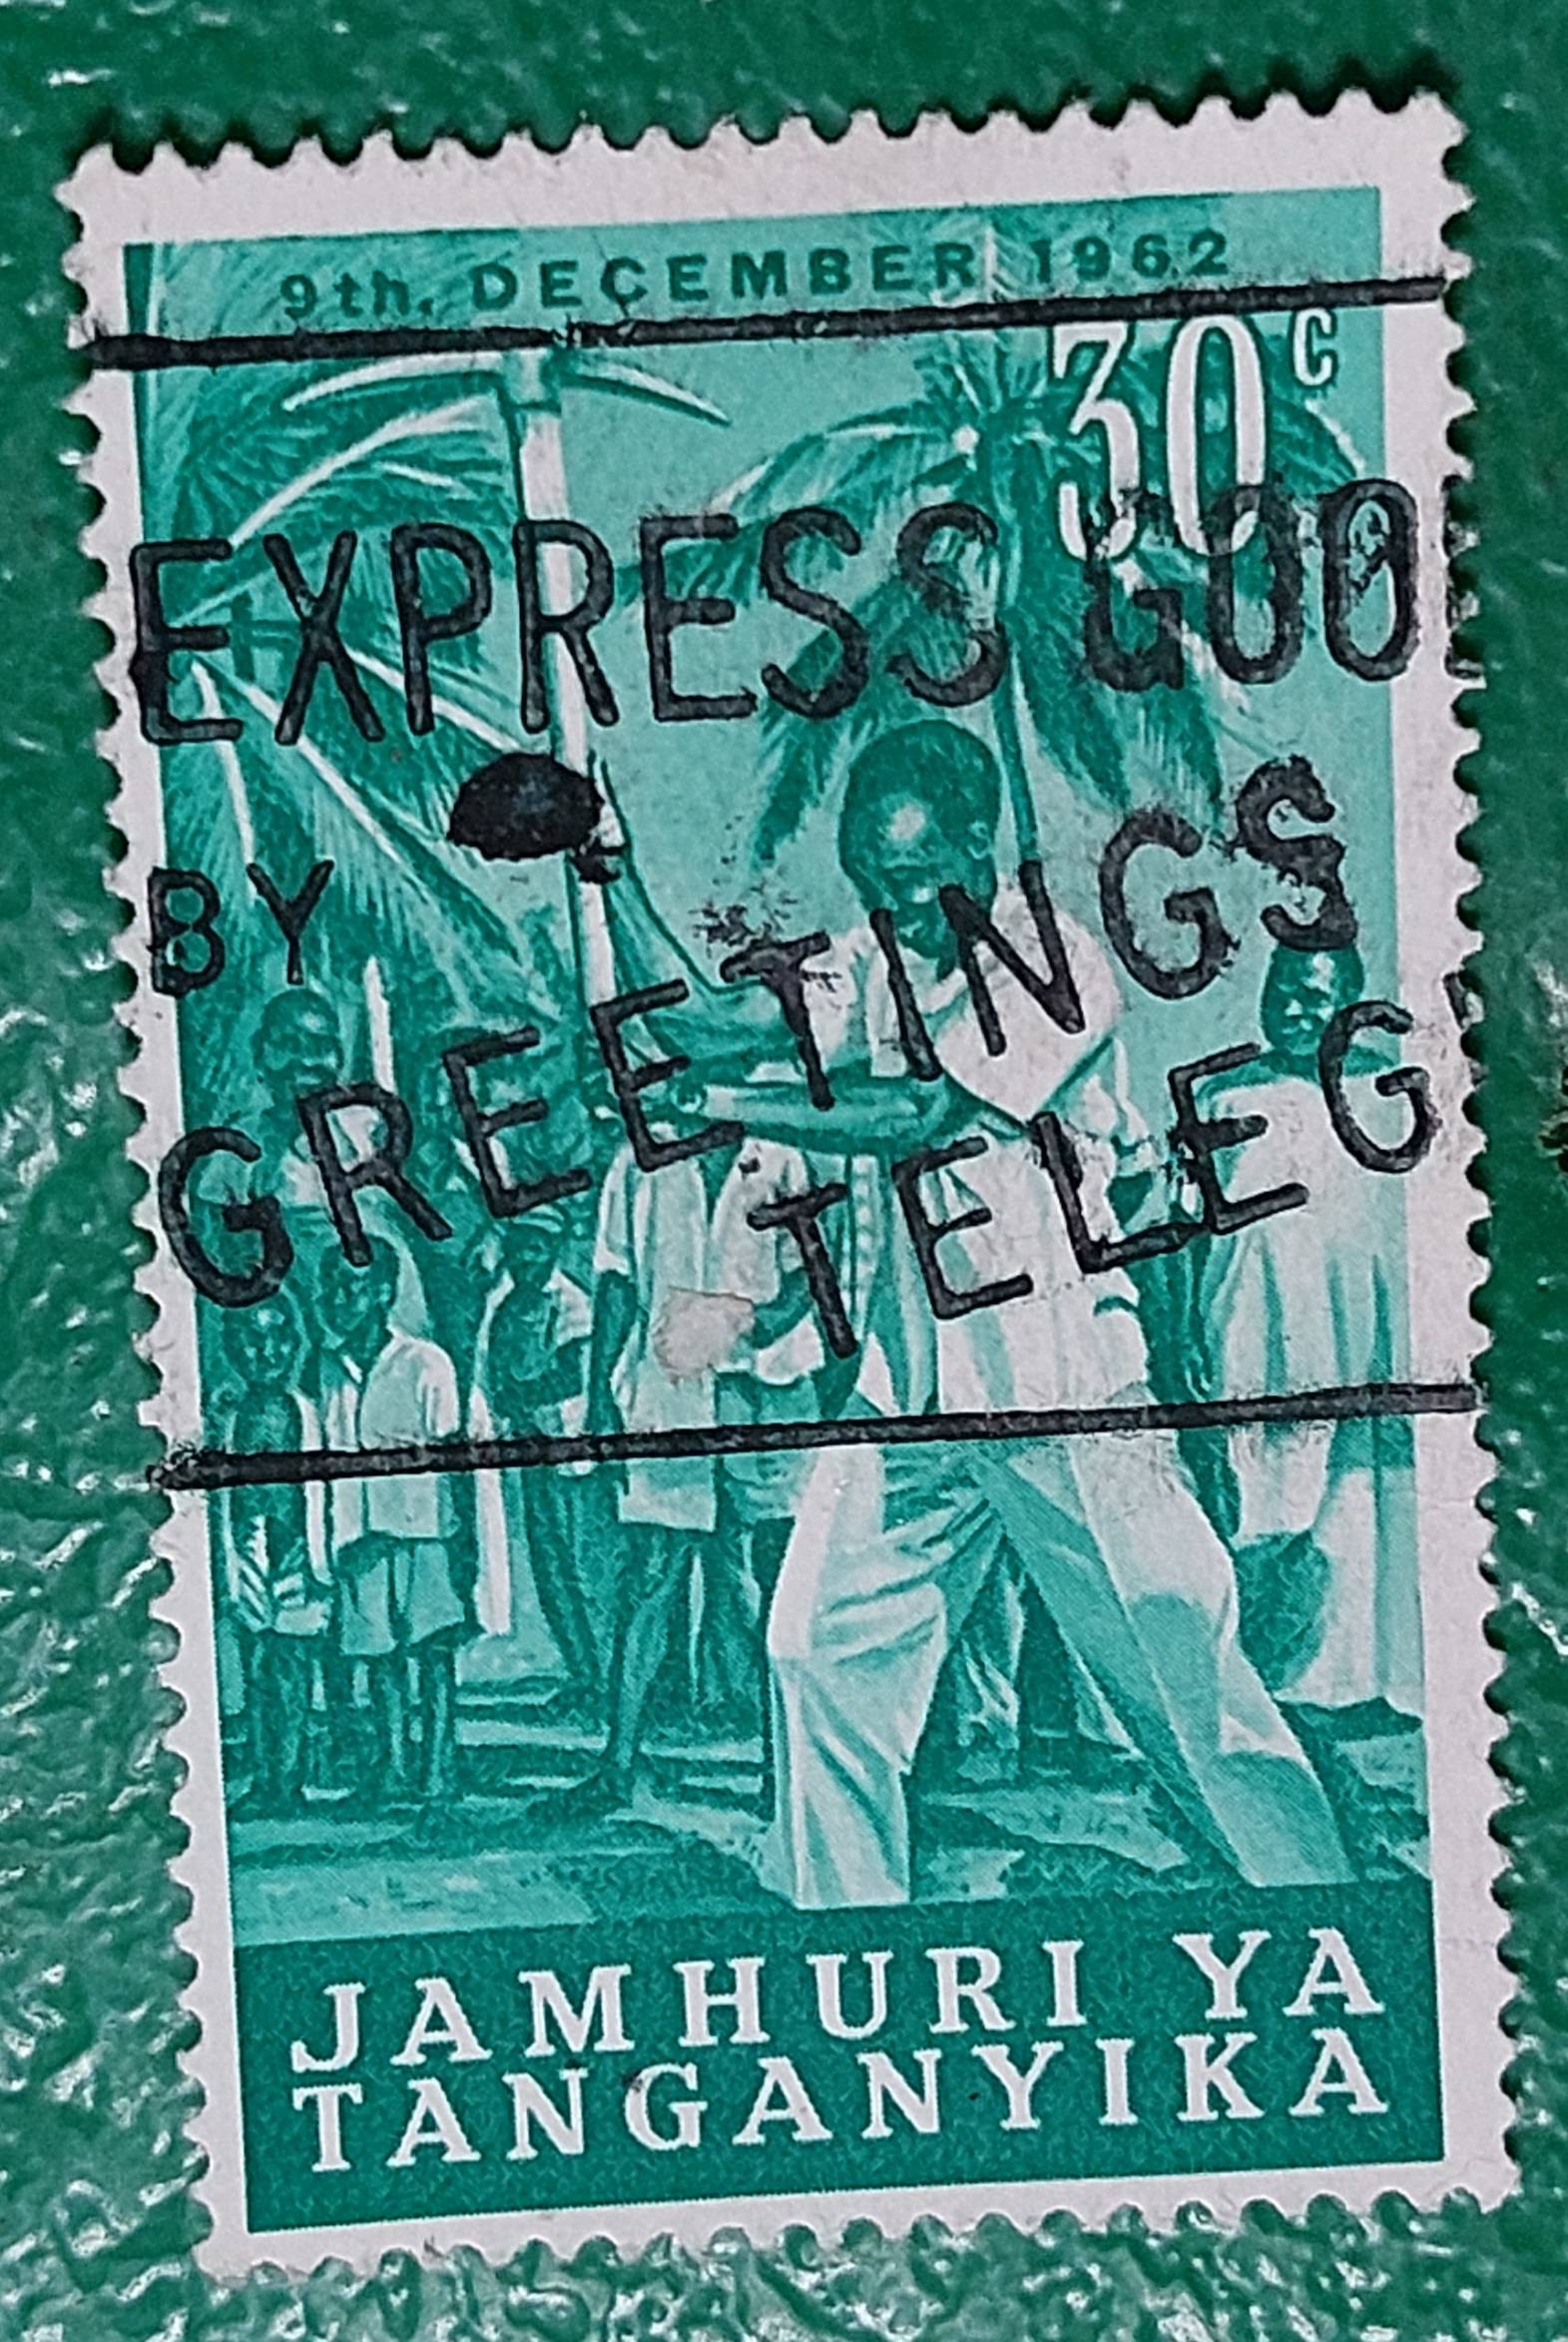 9th. DECEMBER 1962
30c
EXPRESS GOO
BY
GREETINGS
TELEG
JAMHURI YA
TANGANYIKA